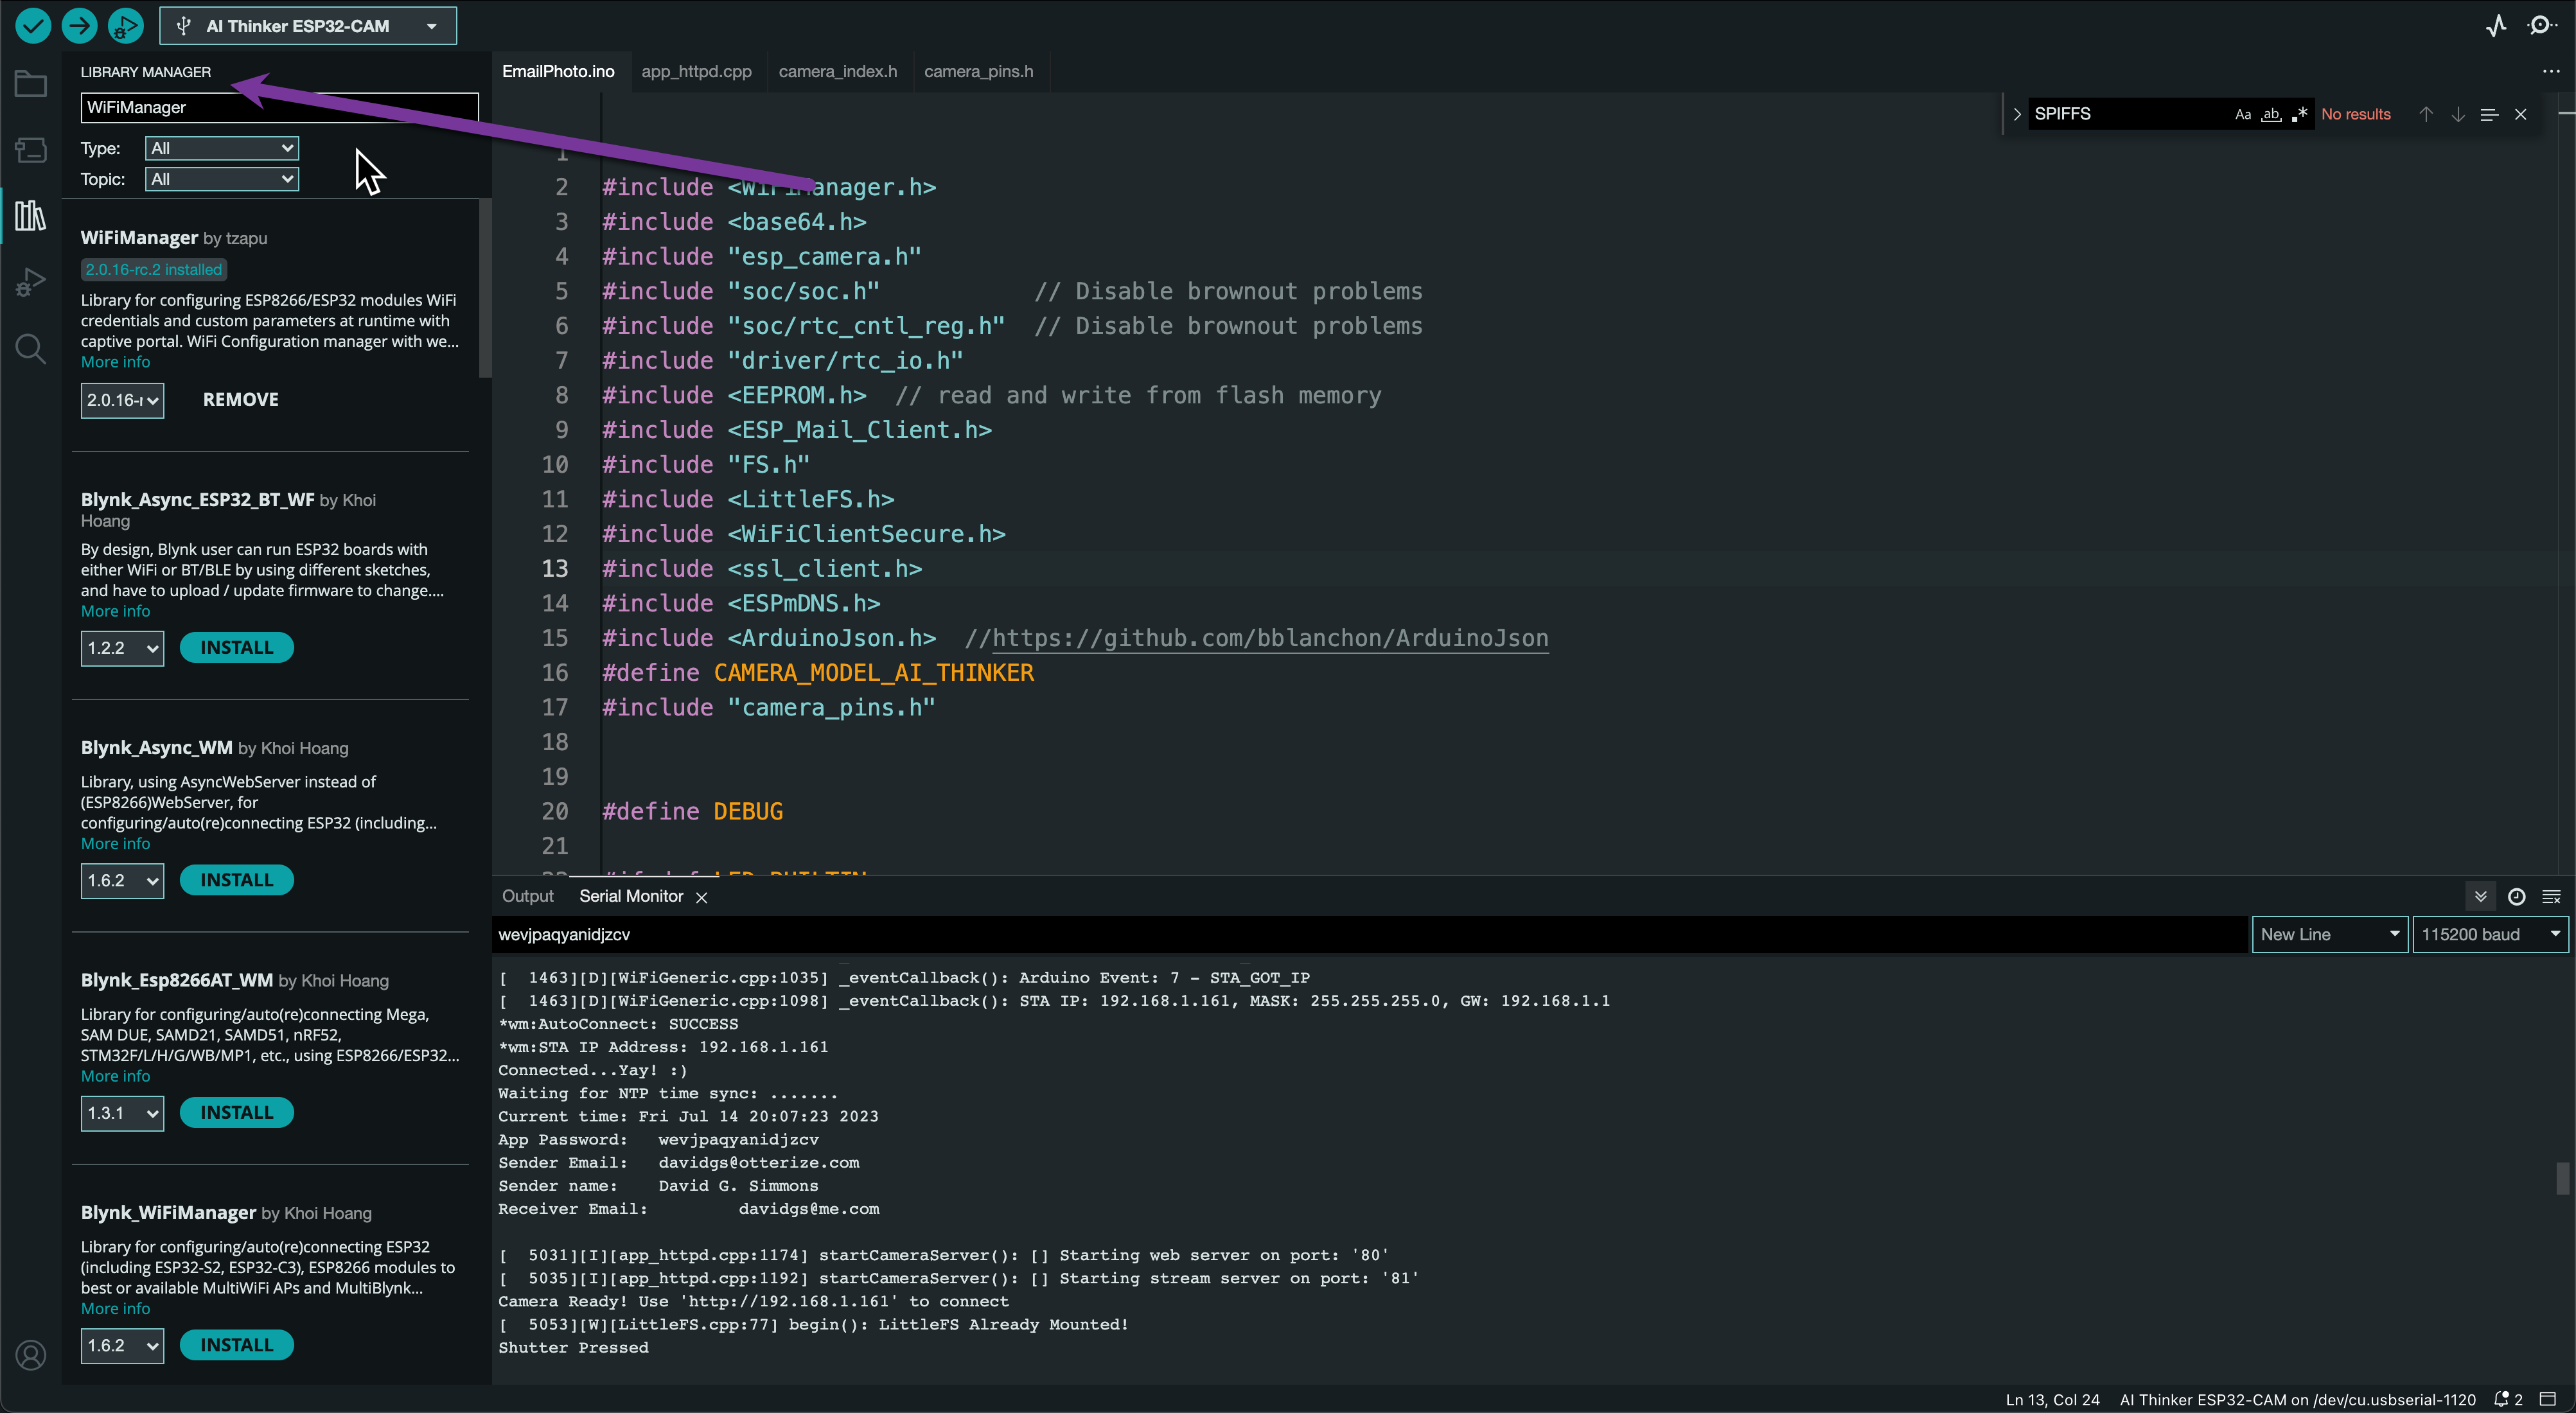 AI Thinker ESP32-CAM
LIBRARY MANAGER
WiFiManager
Type: All
Topic: All
WiFiManager by tzapu
2.0.16-rc.2 installed
Library for configuring ESP8266/ESP32 modules WiFi
credentials and custom parameters at runtime with
captive portal. WiFi Configuration manager with we...
More info
2.0.16-r REMOVE
Blynk_Async_ESP32_BT_WF by Khoi
Hoang
By design, Blynk user can run ESP32 boards with
either WiFi or BT/BLE by using different sketches,
and have to upload / update firmware to change....
More info
1.2.2 INSTALL
Blynk_Async_WM by Khoi Hoang
Library, using AsyncWebServer instead of
(ESP8266)WebServer, for
configuring/auto(re)connecting ESP32 (including...
More info
1.6.2 INSTALL
Blynk_Esp8266AT_WM by Khoi Hoang
Library for configuring/auto(re)connecting Mega,
SAM DUE, SAMD21, SAMD51, nRF52,
STM32F/L/H/G/WB/MP1, etc., using ESP8266/ESP32...
More info
1.3.1 INSTALL
Blynk_WiFiManager by Khoi Hoang
Library for configuring/auto(re)connecting ESP32
(including ESP32-S2, ESP32-C3), ESP8266 modules to
best or available MultiWiFi APs and MultiBlynk...
More info
1.6.2 INSTALL
EmailPhoto.ino app_httpd.cpp camera_index.h camera_pins.h
SPIFFS Aa ab .* No results
1
2 #include <WiFiManager.h>
3 #include <base64.h>
4 #include "esp_camera.h"
5 #include "soc/soc.h" // Disable brownout problems
6 #include "soc/rtc_cntl_reg.h" // Disable brownout problems
7 #include "driver/rtc_io.h"
8 #include <EEPROM.h> // read and write from flash memory
9 #include <ESP_Mail_Client.h>
10 #include "FS.h"
11 #include <LittleFS.h>
12 #include <WiFiClientSecure.h>
13 #include <ssl_client.h>
14 #include <ESPmDNS.h>
15 #include <ArduinoJson.h> //https://github.com/bblanchon/ArduinoJson
16 #define CAMERA_MODEL_AI_THINKER
17 #include "camera_pins.h"
18
19
20 #define DEBUG
21
Output Serial Monitor
wevjpaqyanidjzcv New Line 115200 baud
[ 1463][D][WiFiGeneric.cpp:1035] _eventCallback(): Arduino Event: 7 - STA_GOT_IP
[ 1463][D][WiFiGeneric.cpp:1098] _eventCallback(): STA IP: 192.168.1.161, MASK: 255.255.255.0, GW: 192.168.1.1
*wm:AutoConnect: SUCCESS
*wm:STA IP Address: 192.168.1.161
Connected...Yay! :)
Waiting for NTP time sync: .......
Current time: Fri Jul 14 20:07:23 2023
App Password: wevjpaqyanidjzcv
Sender Email: davidgs@otterize.com
Sender name: David G. Simmons
Receiver Email: davidgs@me.com
[ 5031][I][app_httpd.cpp:1174] startCameraServer(): [] Starting web server on port: '80'
[ 5035][I][app_httpd.cpp:1192] startCameraServer(): [] Starting stream server on port: '81'
Camera Ready! Use 'http://192.168.1.161' to connect
[ 5053][W][LittleFS.cpp:77] begin(): LittleFS Already Mounted!
Shutter Pressed
Ln 13, Col 24 AI Thinker ESP32-CAM on /dev/cu.usbserial-1120 2